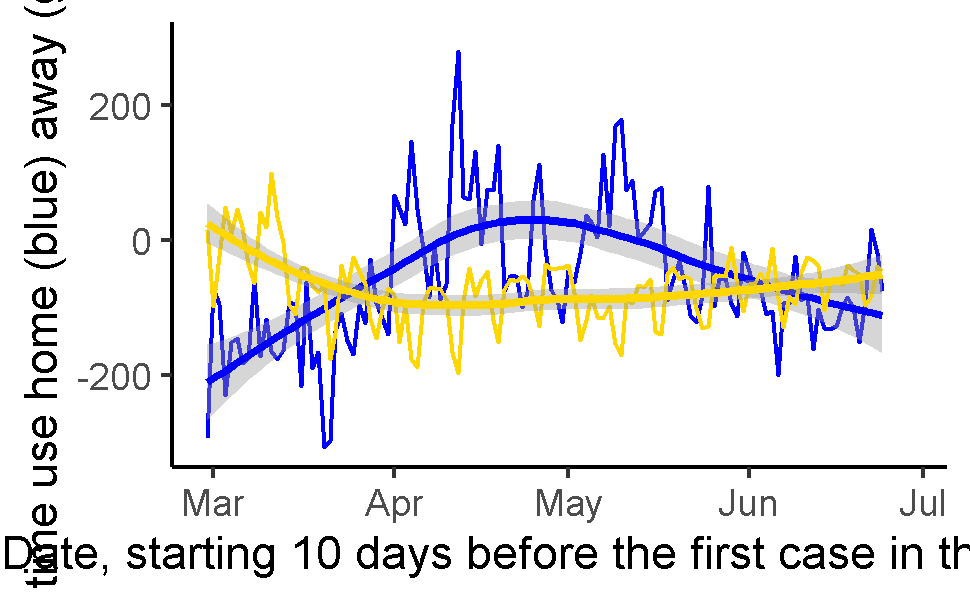 time use home (blue) away (
200
0
-200
Mar Apr May Jun Jul
Date, starting 10 days before the first case in th